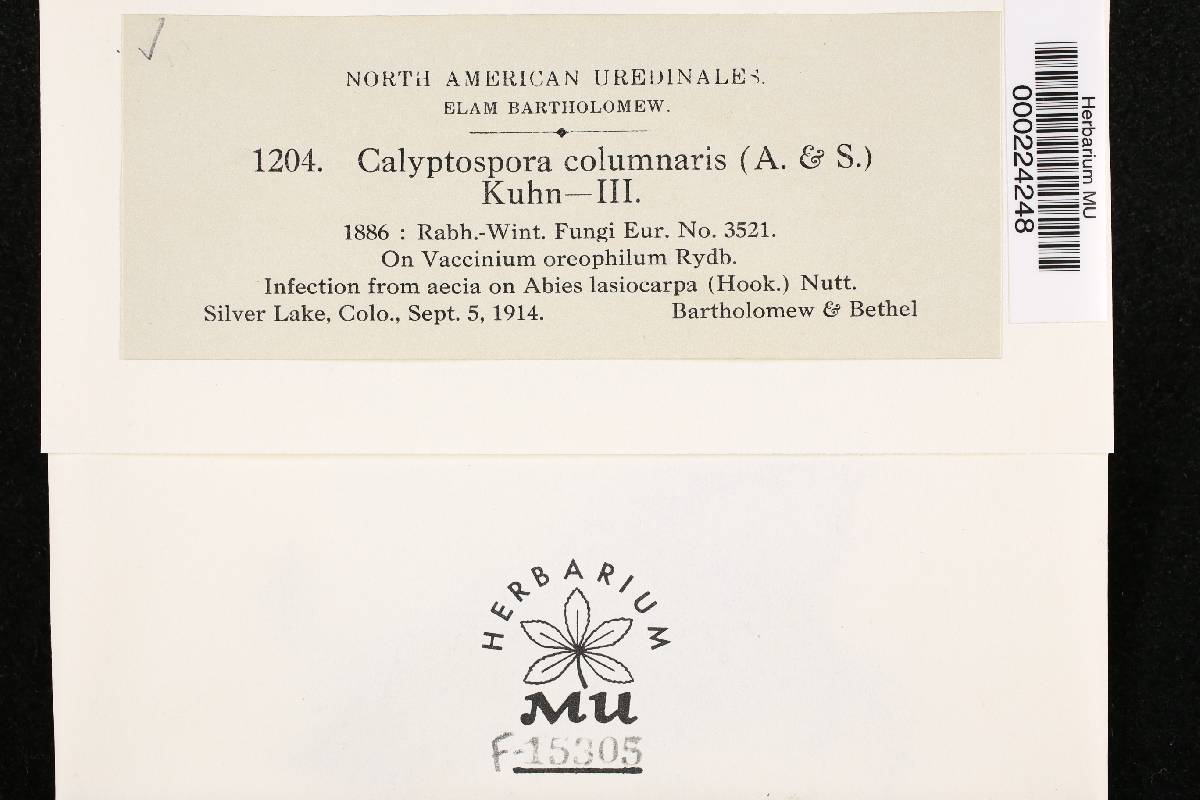 NORTH AMERICAN UREDINALES.
ELAM BARTHOLOMEW.
1204. Calyptospora columnaris (A. & S.)
Kuhn—III.
1886 : Rabh.-Wint. Fungi Eur. No. 3521.
On Vaccinium oreophilum Rydb.
Infection from aecia on Abies lasiocarpa (Hook.) Nutt.
Silver Lake, Colo., Sept. 5, 1914. Bartholomew & Bethel
Herbarium MU
000224248
HERBARIUM
MU
F-15305